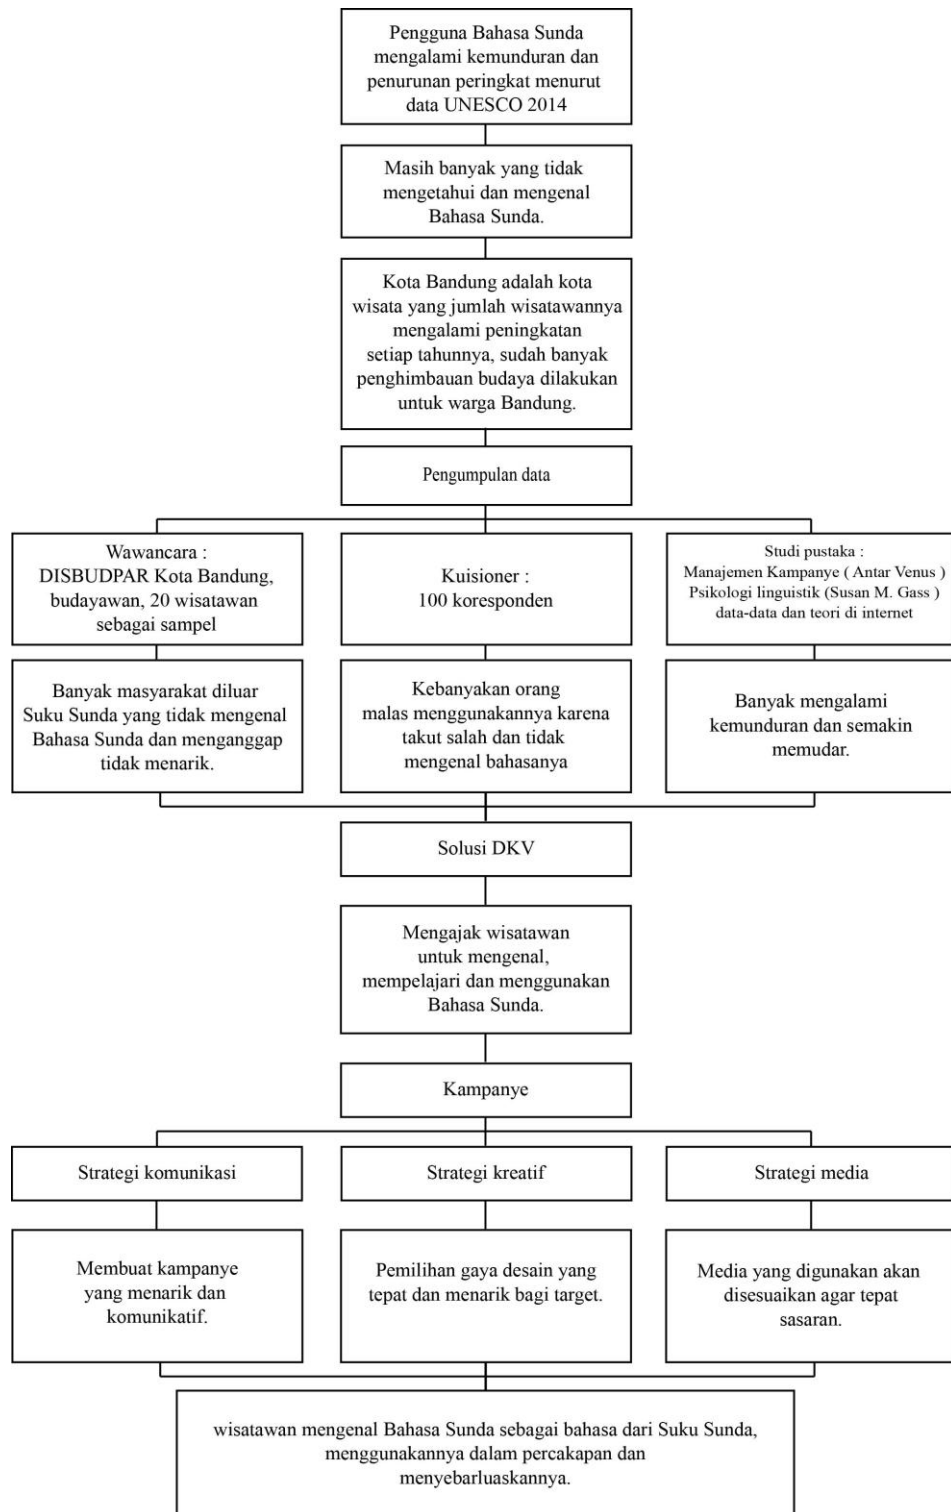 Pengguna Bahasa Sunda
mengalami kemunduran dan
penurunan peringkat menurut
data UNESCO 2014
Masih banyak yang tidak
mengetahui dan mengenal
Bahasa Sunda.
Kota Bandung adalah kota
wisata yang jumlah wisatawannya
mengalami peningkatan
setiap tahunnya, sudah banyak
penghimbauan budaya dilakukan
untuk warga Bandung.
Pengumpulan data
Wawancara :
DISBUDPAR Kota Bandung,
budayawan, 20 wisatawan
sebagai sampel
Kuisioner :
100 koresponden
Studi pustaka :
Manajemen Kampanye ( Antar Venus )
Psikologi linguistik (Susan M. Gass )
data-data dan teori di internet
Banyak masyarakat diluar
Suku Sunda yang tidak mengenal
Bahasa Sunda dan menganggap
tidak menarik.
Kebanyakan orang
malas menggunakannya karena
takut salah dan tidak
mengenal bahasanya
Banyak mengalami
kemunduran dan semakin
memudar.
Solusi DKV
Mengajak wisatawan
untuk mengenal,
mempelajari dan menggunakan
Bahasa Sunda.
Kampanye
Strategi komunikasi
Strategi kreatif
Strategi media
Membuat kampanye
yang menarik dan
komunikatif.
Pemilihan gaya desain yang
tepat dan menarik bagi target.
Media yang digunakan akan
disesuaikan agar tepat
sasaran.
wisatawan mengenal Bahasa Sunda sebagai bahasa dari Suku Sunda,
menggunakannya dalam percakapan dan
menyebarluaskannya.